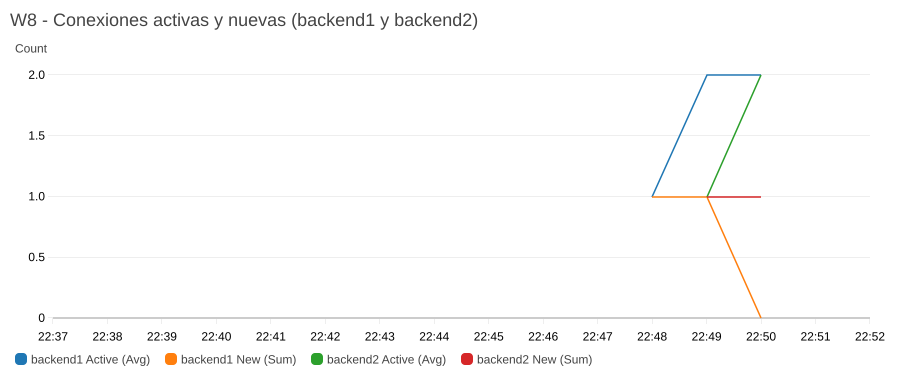 W8 - Conexiones activas y nuevas (backend1 y backend2)
Count
2.0
1.5
1.0
0.5
0
22:37 22:38 22:39 22:40 22:41 22:42 22:43 22:44 22:45 22:46 22:47 22:48 22:49 22:50 22:51 22:52
backend1 Active (Avg) backend1 New (Sum) backend2 Active (Avg) backend2 New (Sum)